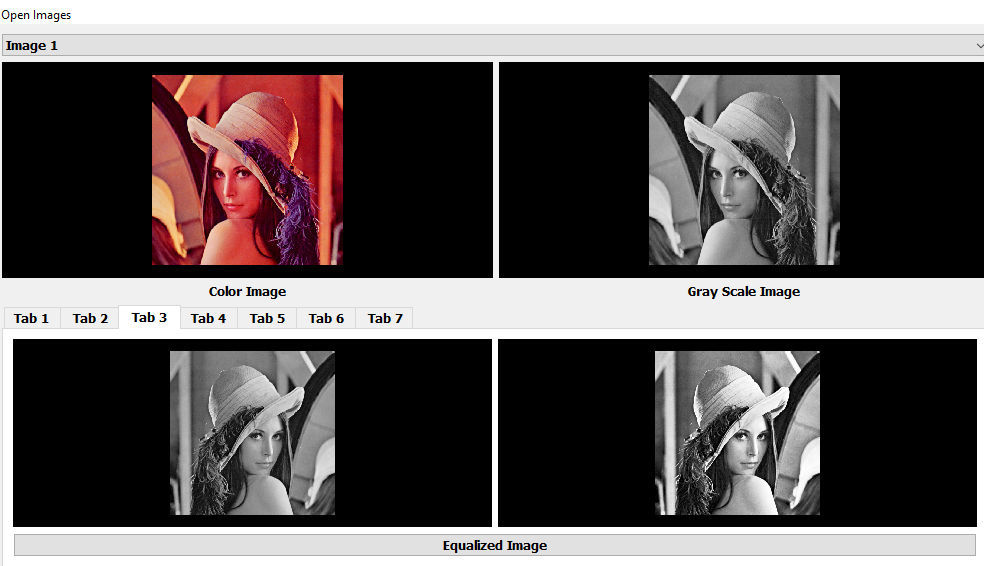 Open Images
Image 1
Color Image
Gray Scale Image
Tab 1
Tab 2
Tab 3
Tab 4
Tab 5
Tab 6
Tab 7
Equalized Image